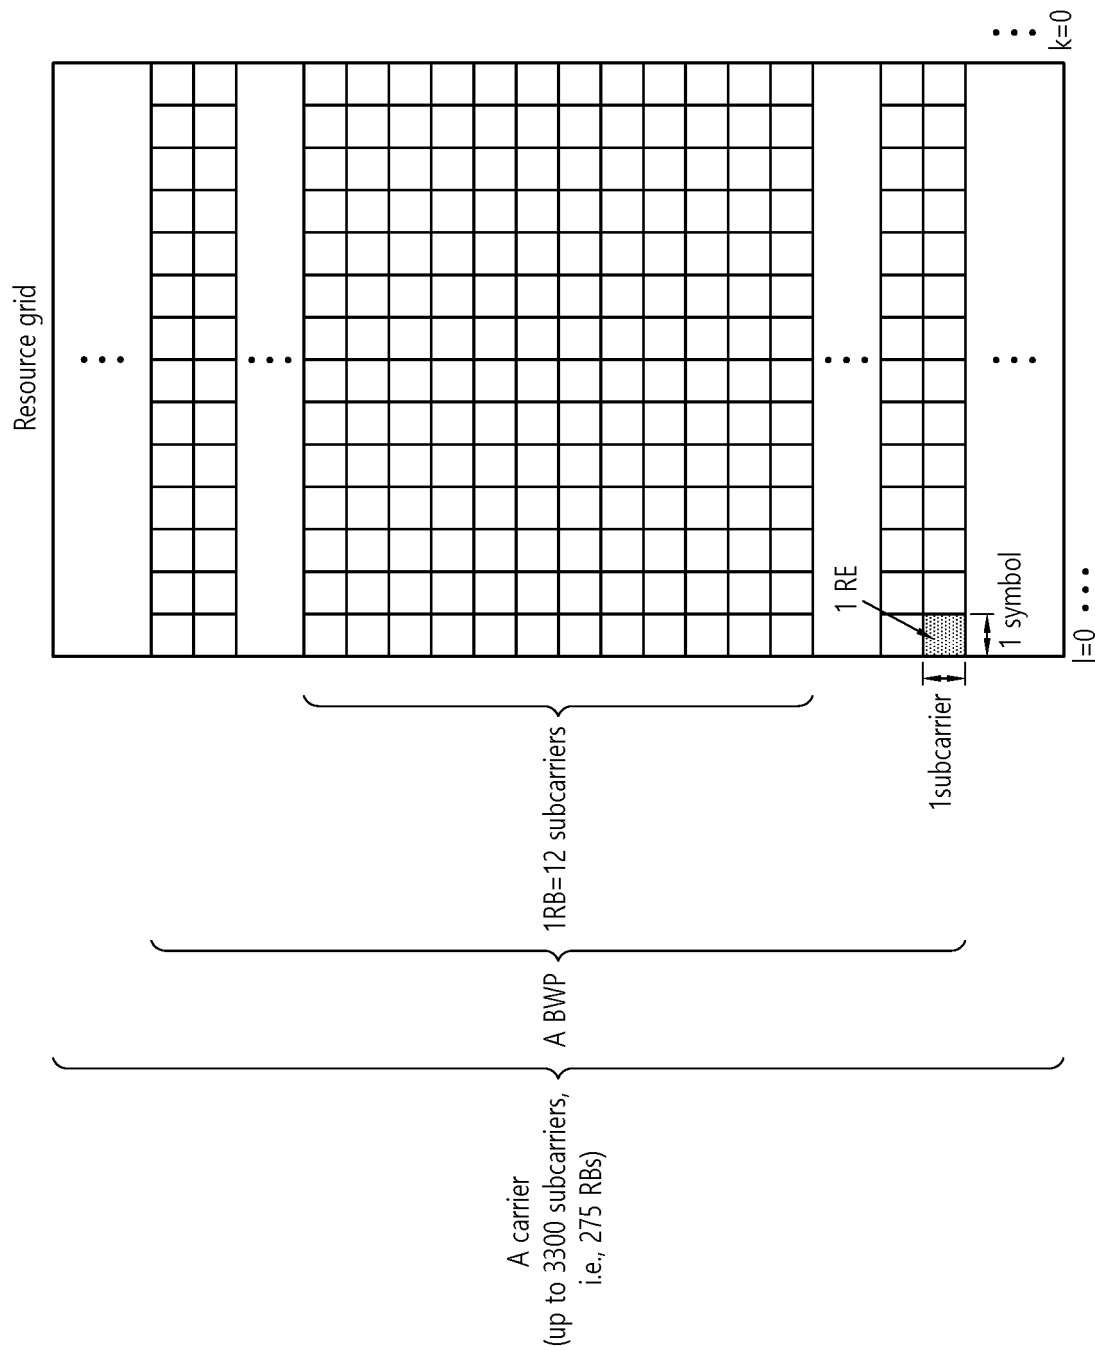 Resource grid
A carrier
(up to 3300 subcarriers,
i.e., 275 RBs)
A BWP
1RB=12 subcarriers
1 RE
1subcarrier
1 symbol
l=0
k=0